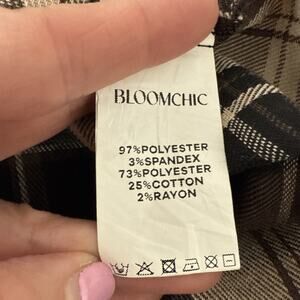 BLOOMCHIC
97%POLYESTER
3%SPANDEX
73%POLYESTER
25%COTTON
2%RAYON